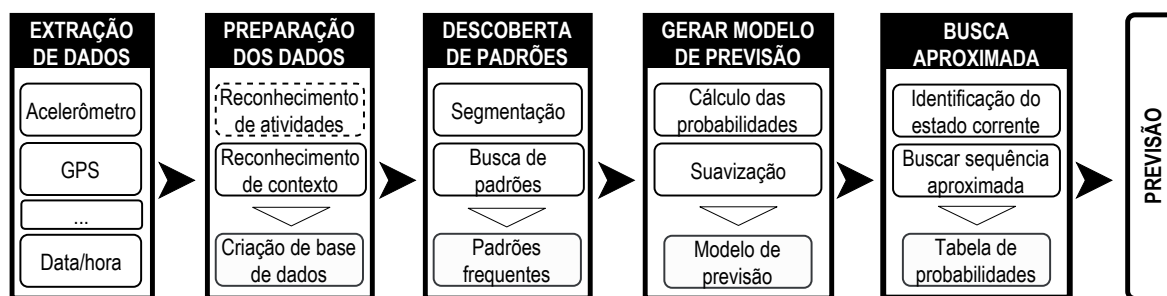 EXTRAÇÃO
DE DADOS
Acelerômetro
GPS
...
Data/hora
PREPARAÇÃO
DOS DADOS
Reconhecimento
de atividades
Reconhecimento
de contexto
Criação de base
de dados
DESCOBERTA
DE PADRÕES
Segmentação
Busca de
padrões
Padrões
frequentes
GERAR MODELO
DE PREVISÃO
Cálculo das
probabilidades
Suavização
Modelo de
previsão
BUSCA
APROXIMADA
Identificação do
estado corrente
Buscar sequência
aproximada
Tabela de
probabilidades
PREVISÃO